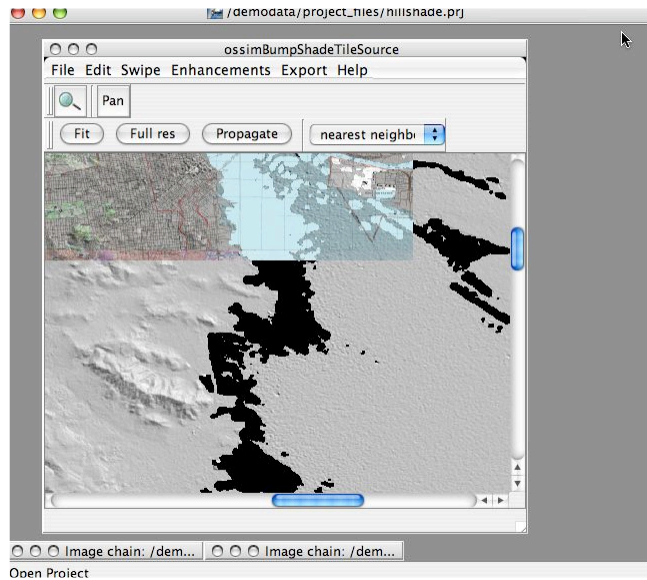 /demodata/project_files/hillshade.prj
ossimBumpShadeTileSource
File Edit Swipe Enhancements Export Help
Pan
Fit Full res Propagate nearest neighb
Image chain: /dem... Image chain: /dem...
Open Project